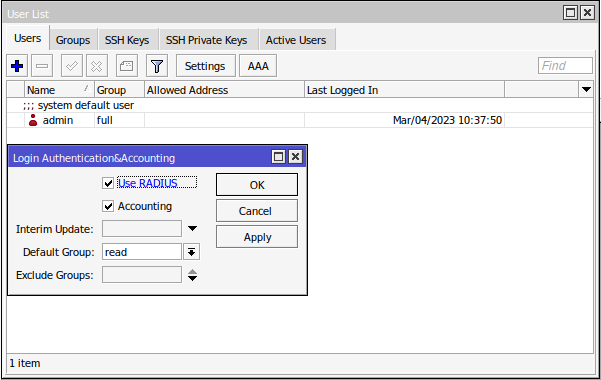 User List
Users Groups SSH Keys SSH Private Keys Active Users
Settings AAA Find
Name Group Allowed Address Last Logged In
;;; system default user
admin full Mar/04/2023 10:37:50
Login Authentication&Accounting
Use RADIUS OK
Accounting Cancel
Interim Update: Apply
Default Group: read
Exclude Groups:
1 item